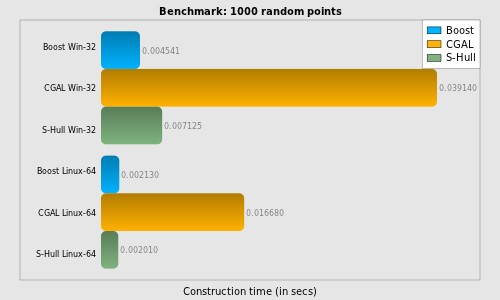 Benchmark: 1000 random points
Boost
CGAL
S-Hull
Boost Win-32
0.004541
CGAL Win-32
0.039140
S-Hull Win-32
0.007125
Boost Linux-64
0.002130
CGAL Linux-64
0.016680
S-Hull Linux-64
0.002010
Construction time (in secs)